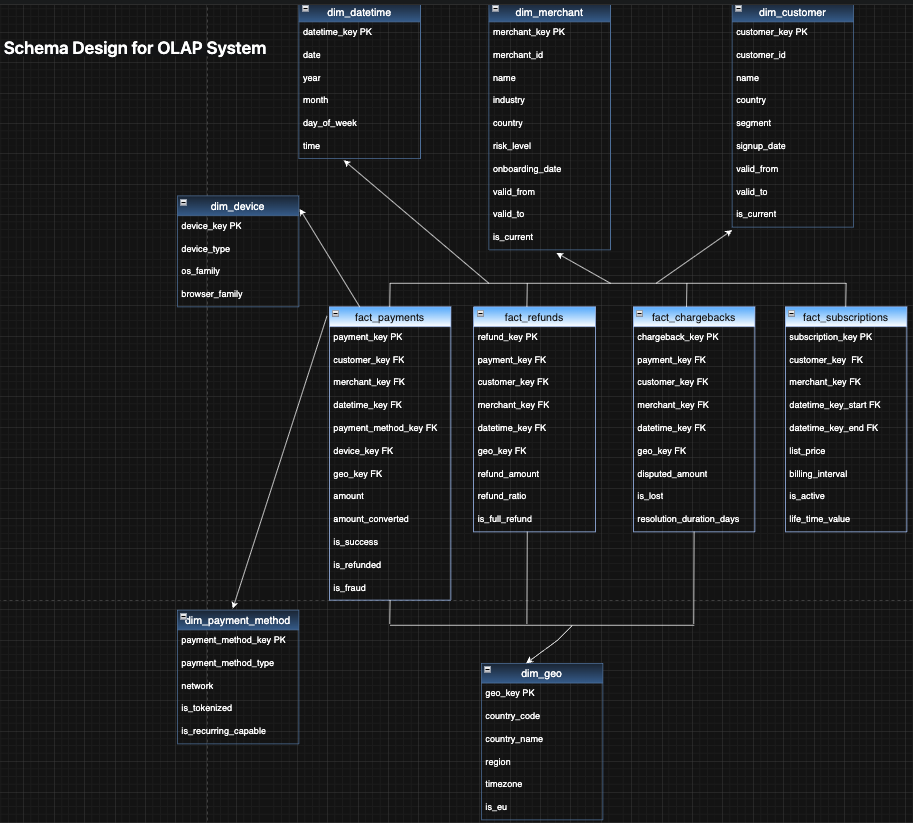 Schema Design for OLAP System
dim_datetime
datetime_key PK
date
year
month
day_of_week
time
dim_merchant
merchant_key PK
merchant_id
name
industry
country
risk_level
onboarding_date
valid_from
valid_to
is_current
dim_customer
customer_key PK
customer_id
name
country
segment
signup_date
valid_from
valid_to
is_current
dim_device
device_key PK
device_type
os_family
browser_family
fact_payments
payment_key PK
customer_key FK
merchant_key FK
datetime_key FK
payment_method_key FK
device_key FK
geo_key FK
amount
amount_converted
is_success
is_refunded
is_fraud
fact_refunds
refund_key PK
payment_key FK
customer_key FK
merchant_key FK
datetime_key FK
geo_key FK
refund_amount
refund_ratio
is_full_refund
fact_chargebacks
chargeback_key PK
payment_key FK
customer_key FK
merchant_key FK
datetime_key FK
geo_key FK
disputed_amount
is_lost
resolution_duration_days
fact_subscriptions
subscription_key PK
customer_key FK
merchant_key FK
datetime_key_start FK
datetime_key_end FK
list_price
billing_interval
is_active
life_time_value
dim_payment_method
payment_method_key PK
payment_method_type
network
is_tokenized
is_recurring_capable
dim_geo
geo_key PK
country_code
country_name
region
timezone
is_eu